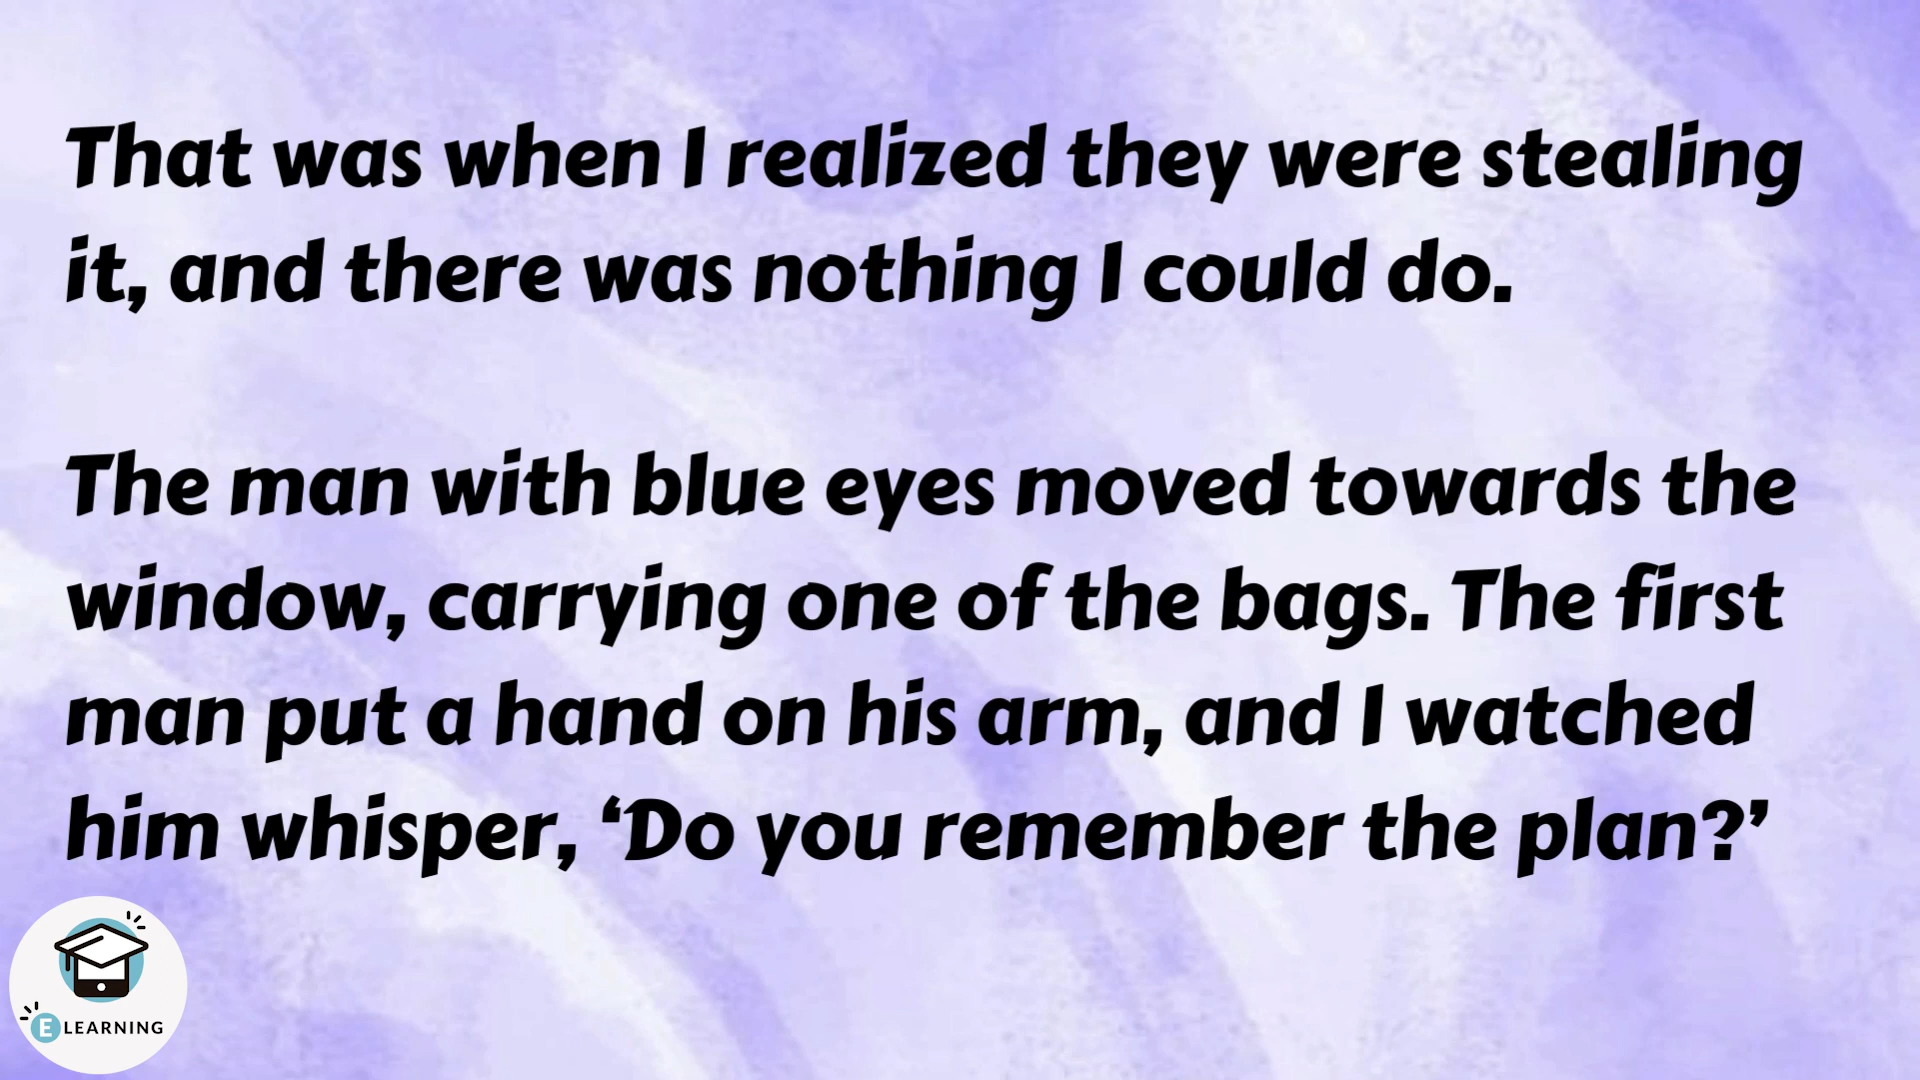 That was when I realized they were stealing
it, and there was nothing I could do.
The man with blue eyes moved towards the
window, carrying one of the bags. The first
man put a hand on his arm, and I watched
him whisper, ‘Do you remember the plan?’
E LEARNING